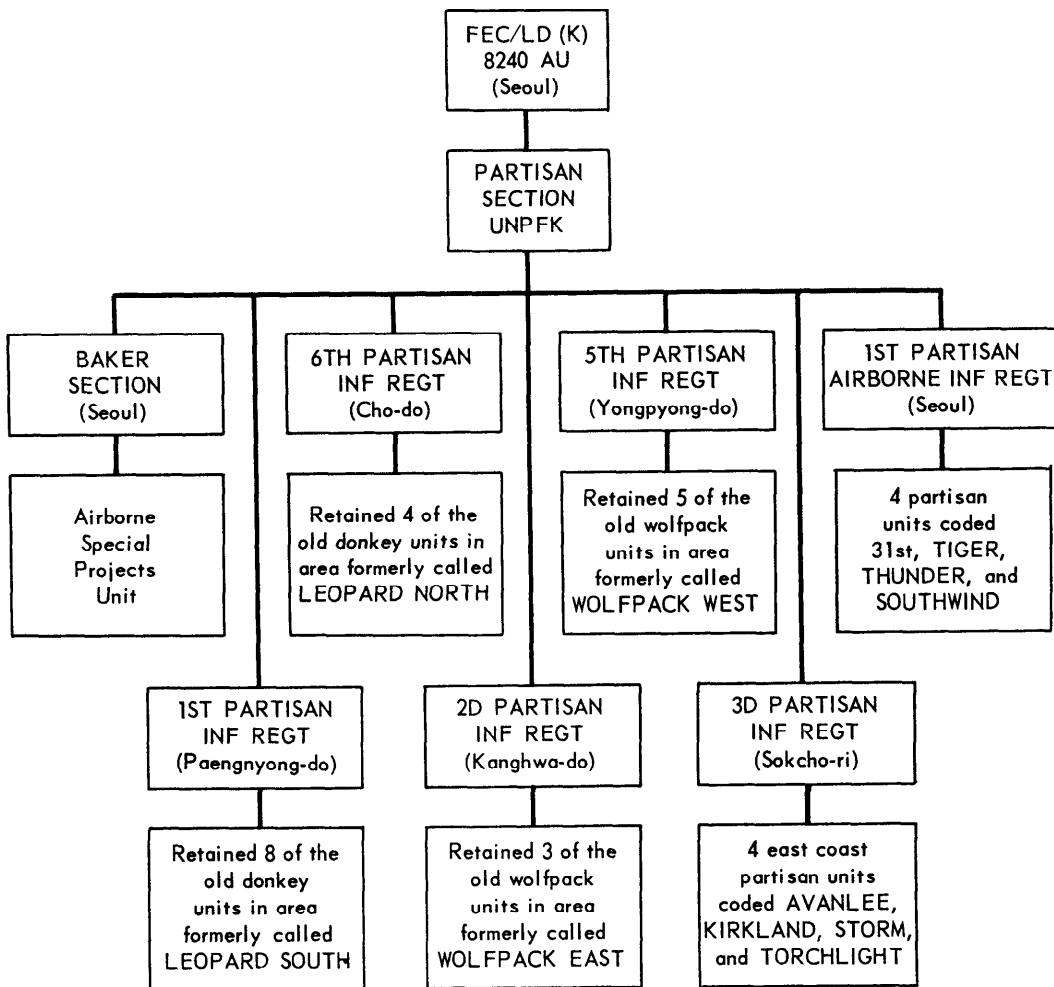 FEC/LD (K)
8240 AU
(Seoul)
PARTISAN
SECTION
UNPFK
BAKER
SECTION
(Seoul)
6TH PARTISAN
INF REGT
(Cho-do)
5TH PARTISAN
INF REGT
(Yongpyong-do)
1ST PARTISAN
AIRBORNE INF REGT
(Seoul)
Airborne
Special
Projects
Unit
Retained 4 of the
old donkey units in
area formerly called
LEOPARD NORTH
Retained 5 of the
old wolfpack
units in area
formerly called
WOLFPACK WEST
4 partisan
units coded
31st, TIGER,
THUNDER, and
SOUTHWIND
1ST PARTISAN
INF REGT
(Paengnyong-do)
2D PARTISAN
INF REGT
(Kanghwa-do)
3D PARTISAN
INF REGT
(Sokcho-ri)
Retained 8 of the
old donkey
units in area
formerly called
LEOPARD SOUTH
Retained 3 of the
old wolfpack
units in area
formerly called
WOLFPACK EAST
4 east coast
partisan units
coded AVANLEE,
KIRKLAND, STORM,
and TORCHLIGHT